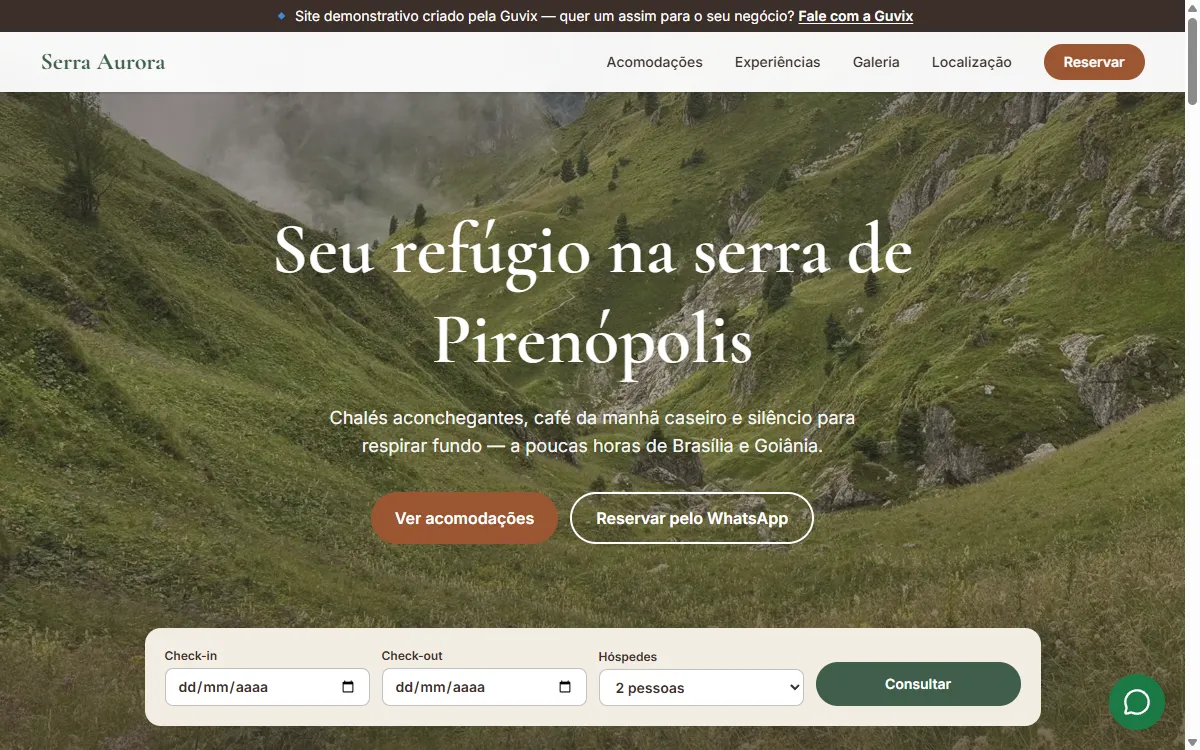 Site demonstrativo criado pela Guvix — quer um assim para o seu negócio? Fale com a Guvix
Serra Aurora
Acomodações
Experiências
Galeria
Localização
Reservar
Seu refúgio na serra de
Pirenópolis
Chalés aconchegantes, café da manhã caseiro e silêncio para
respirar fundo — a poucas horas de Brasília e Goiânia.
Ver acomodações
Reservar pelo WhatsApp
Check-in
Check-out
Hóspedes
dd/mm/aaaa
dd/mm/aaaa
2 pessoas
Consultar